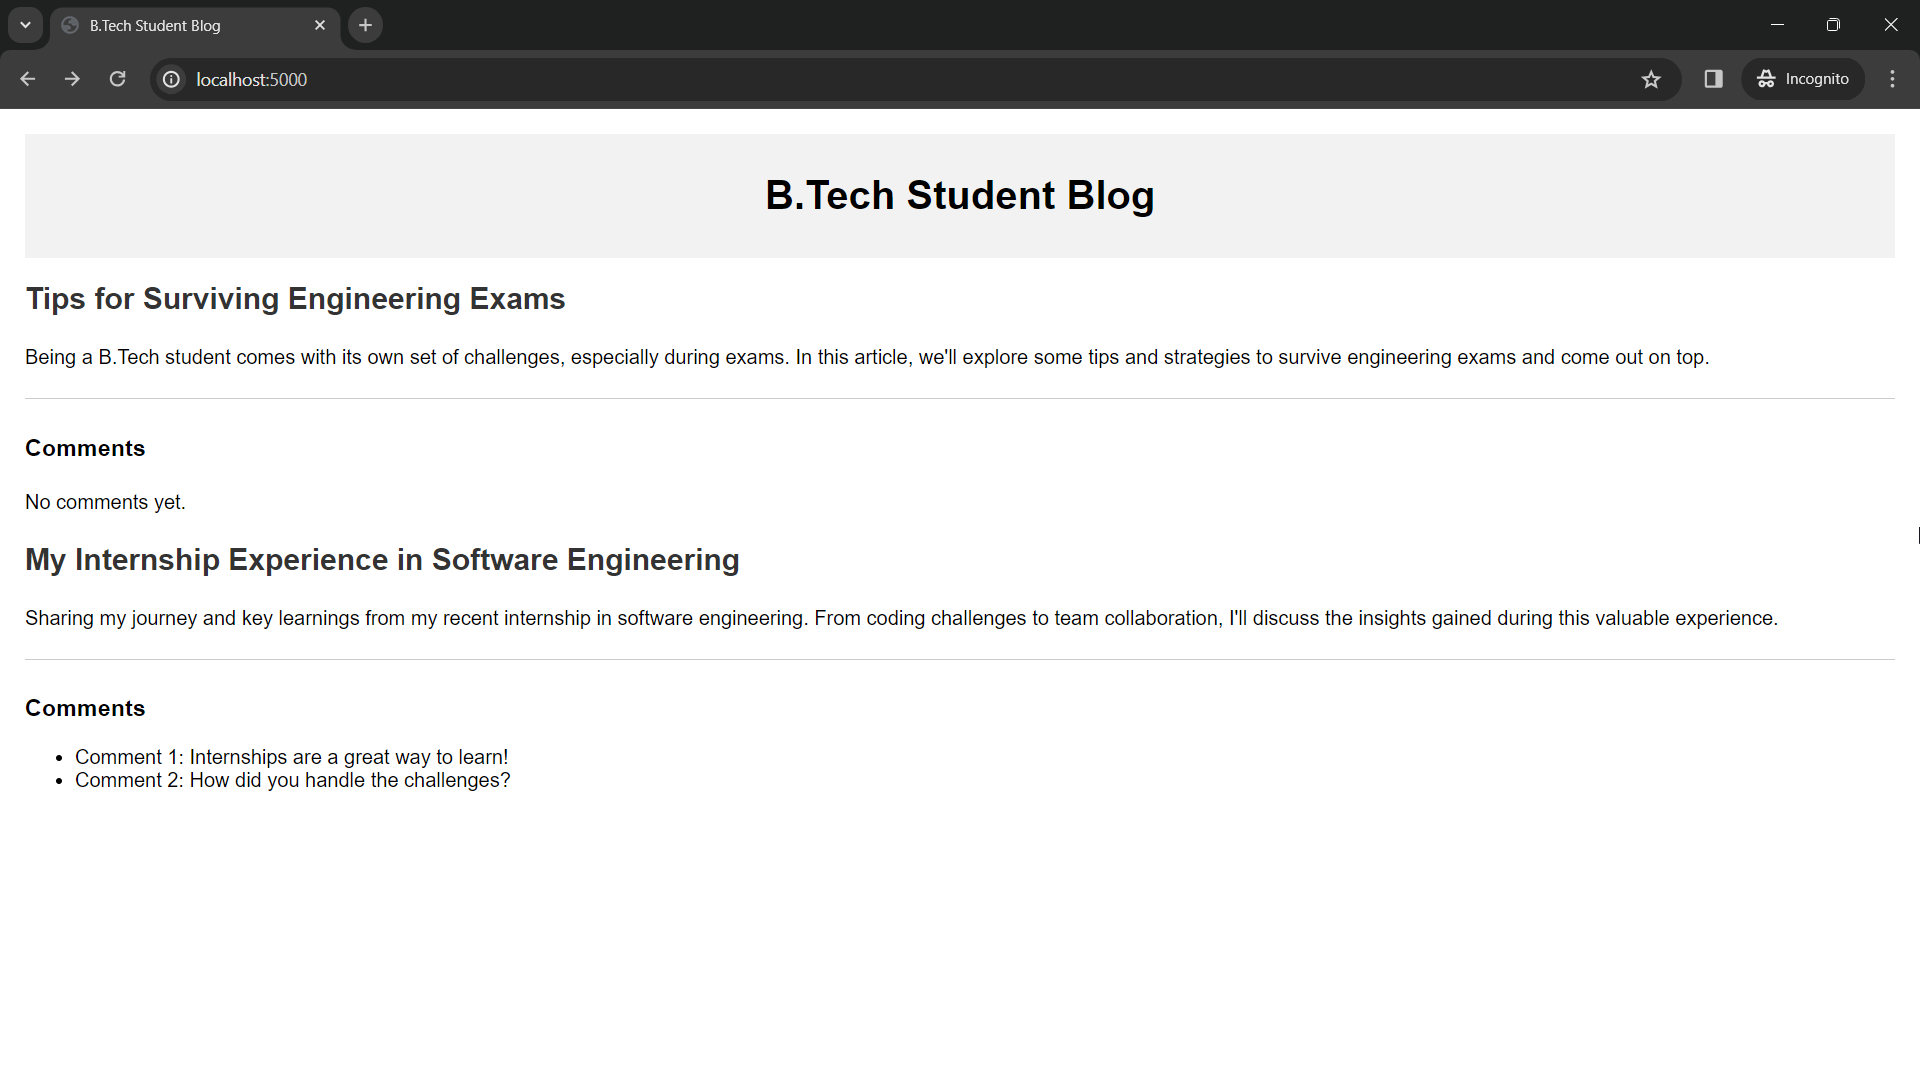 B.Tech Student Blog
localhost:5000
Incognito
B.Tech Student Blog
Tips for Surviving Engineering Exams
Being a B.Tech student comes with its own set of challenges, especially during exams. In this article, we'll explore some tips and strategies to survive engineering exams and come out on top.
Comments
No comments yet.
My Internship Experience in Software Engineering
Sharing my journey and key learnings from my recent internship in software engineering. From coding challenges to team collaboration, I'll discuss the insights gained during this valuable experience.
Comments
• Comment 1: Internships are a great way to learn!
• Comment 2: How did you handle the challenges?